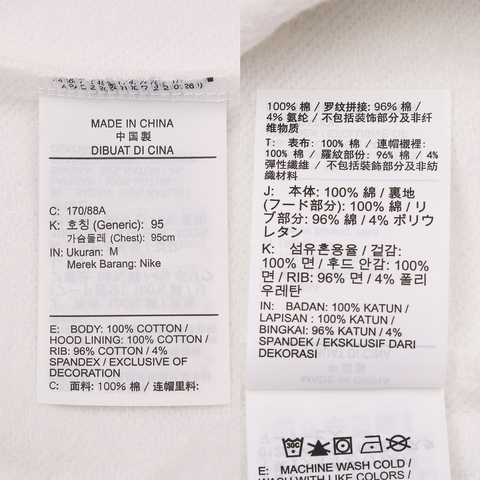 MADE IN CHINA
中国製
DIBUAT DI CINA
C: 170/88A
K: 호칭 (Generic): 95
가슴둘레 (Chest): 95cm
IN: Ukuran: M
Merek Barang: Nike
E: BODY: 100% COTTON /
HOOD LINING: 100% COTTON /
RIB: 96% COTTON / 4%
SPANDEX / EXCLUSIVE OF
DECORATION
C: 面料: 100% 棉 / 连帽里料:
100% 棉 / 罗纹拼接: 96% 棉 /
4% 氨纶 / 不包括装饰部分及非纤
维物质
T: 表布: 100% 棉 / 連帽襯裡:
100% 棉 / 羅紋部份: 96% 棉 / 4%
彈性纖維 / 不包括裝飾部分及非紡
織材料
J: 本体: 100% 綿 / 裏地
(フード部分): 100% 綿 / リ
ブ部分: 96% 綿 / 4% ポリウ
レタン
K: 섬유혼용율 / 겉감:
100% 면 / 후드 안감: 100%
면 / RIB: 96% 면 / 4% 폴리
우레탄
IN: BADAN: 100% KATUN /
LAPISAN : 100% KATUN /
BINGKAI: 96% KATUN / 4%
SPANDEK / EKSKLUSIF DARI
DEKORASI
30C
E: MACHINE WASH COLD /
WASH WITH LIKE COLORS /